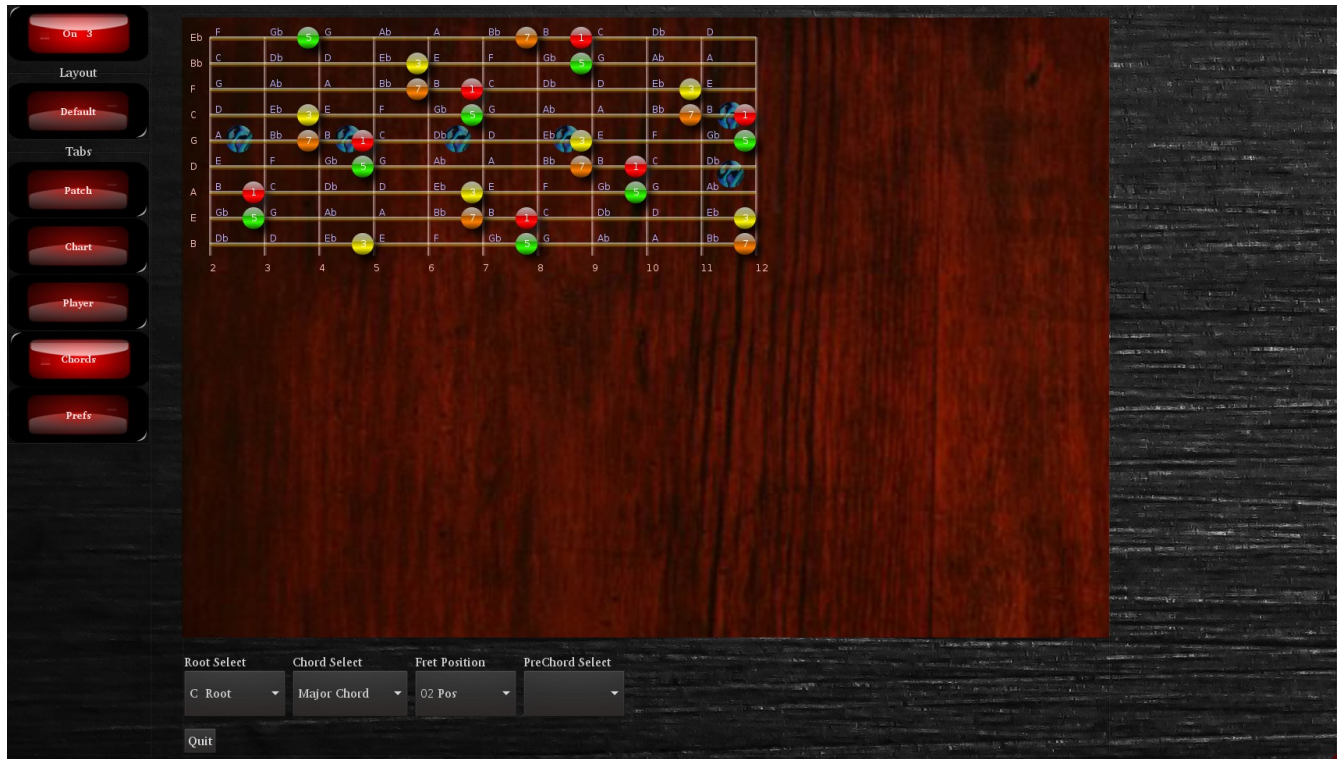 On 3
Layout
Default
Tabs
Patch
Chart
Player
Chords
Prefs
Eb F Gb 5 G Ab A Bb 7 B 1 C Db D
Bb C Db D Eb 3 E F Gb 5 G Ab A
F G Ab A Bb 7 B 1 C Db D Eb 3 E
C D Eb 3 E F Gb 5 G Ab A Bb 7 B 1
G A Bb 7 B 1 C Db D Eb 3 E F Gb 5
D E F Gb 5 G Ab A Bb 7 B 1 C Db
A B 1 C Db D Eb 3 E F Gb 5 G Ab
E Gb 5 G Ab A Bb 7 B 1 C Db D Eb 3
B Db D Eb 3 E F Gb 5 G Ab A Bb 7
2 3 4 5 6 7 8 9 10 11 12
Root Select Chord Select Fret Position PreChord Select
C Root Major Chord 02 Pos
Quit